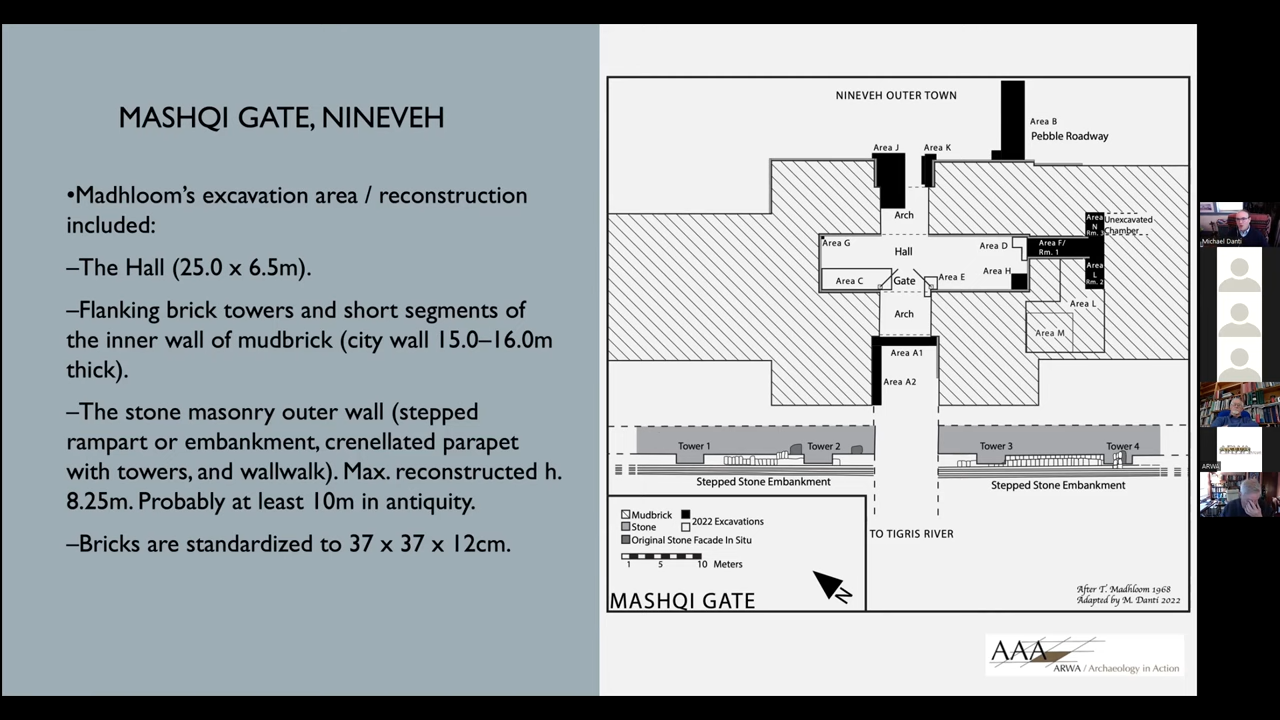 MASHQI GATE, NINEVEH
•Madhloom's excavation area / reconstruction
included:
–The Hall (25.0 x 6.5m).
–Flanking brick towers and short segments of
the inner wall of mudbrick (city wall 15.0–16.0m
thick).
–The stone masonry outer wall (stepped
rampart or embankment, crenellated parapet
with towers, and wallwalk). Max. reconstructed h.
8.25m. Probably at least 10m in antiquity.
–Bricks are standardized to 37 x 37 x 12cm.
NINEVEH OUTER TOWN
Area B
Pebble Roadway
Area J
Area K
Arch
Area G
Hall
Area D
Area F/
Rm. 1
Area
N
Rm. 3
Unexcavated
Chamber
Area C
Gate
Area E
Area H
Area
L
Rm. 2
Arch
Area L
Area M
Area A1
Area A2
Tower 1
Tower 2
Tower 3
Tower 4
Stepped Stone Embankment
Stepped Stone Embankment
Mudbrick
Stone
2022 Excavations
Original Stone Facade In Situ
1 5 10 Meters
TO TIGRIS RIVER
N
MASHQI GATE
After T. Madhloom 1968
Adapted by M. Danti 2022
AAA
ARWA / Archaeology in Action
Michael Danti
ARWA